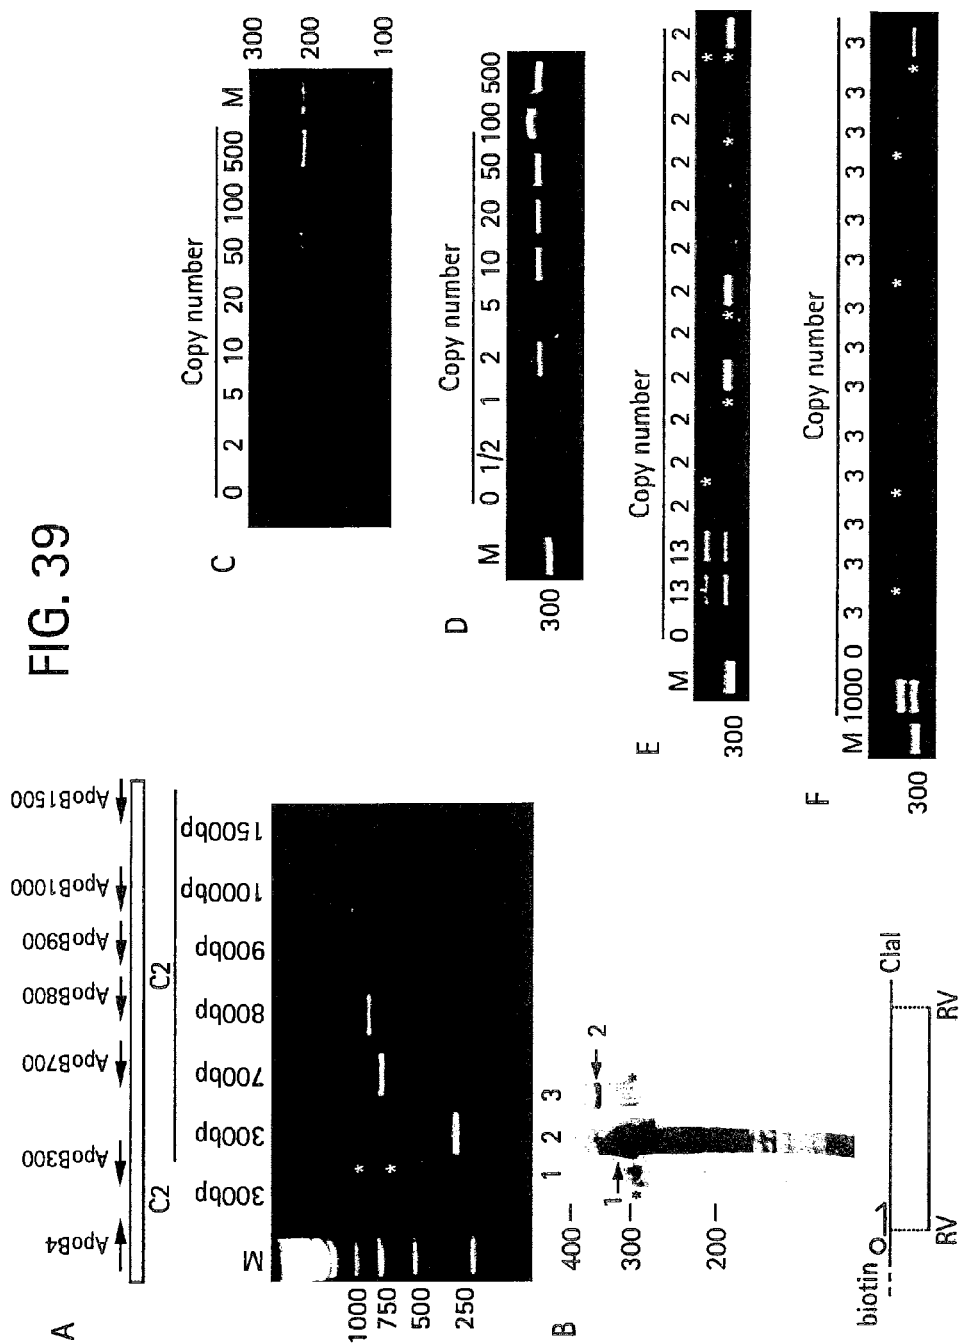 FIG. 39
A
ApoB4 ApoB300 ApoB700 ApoB800 ApoB900 ApoB1000 ApoB1500
C2 C2
M 300bp 300bp 700bp 800bp 900bp 1000bp 1500bp
* *
1000
750
500
250
B
1 2 3
400
300
200
1
2
* *
biotin
ClaI
RV RV
C
Copy number
0 2 5 10 20 50 100 500 M
300
200
100
D
Copy number
M 0 1/2 1 2 5 10 20 50 100 500
300
E
Copy number
M 0 13 13 2 2 2 2 2 2 2 2 2 2 2 2
* * * * * *
300
F
Copy number
M 1000 0 3 3 3 3 3 3 3 3 3 3 3 3 3 3
* * * * *
300